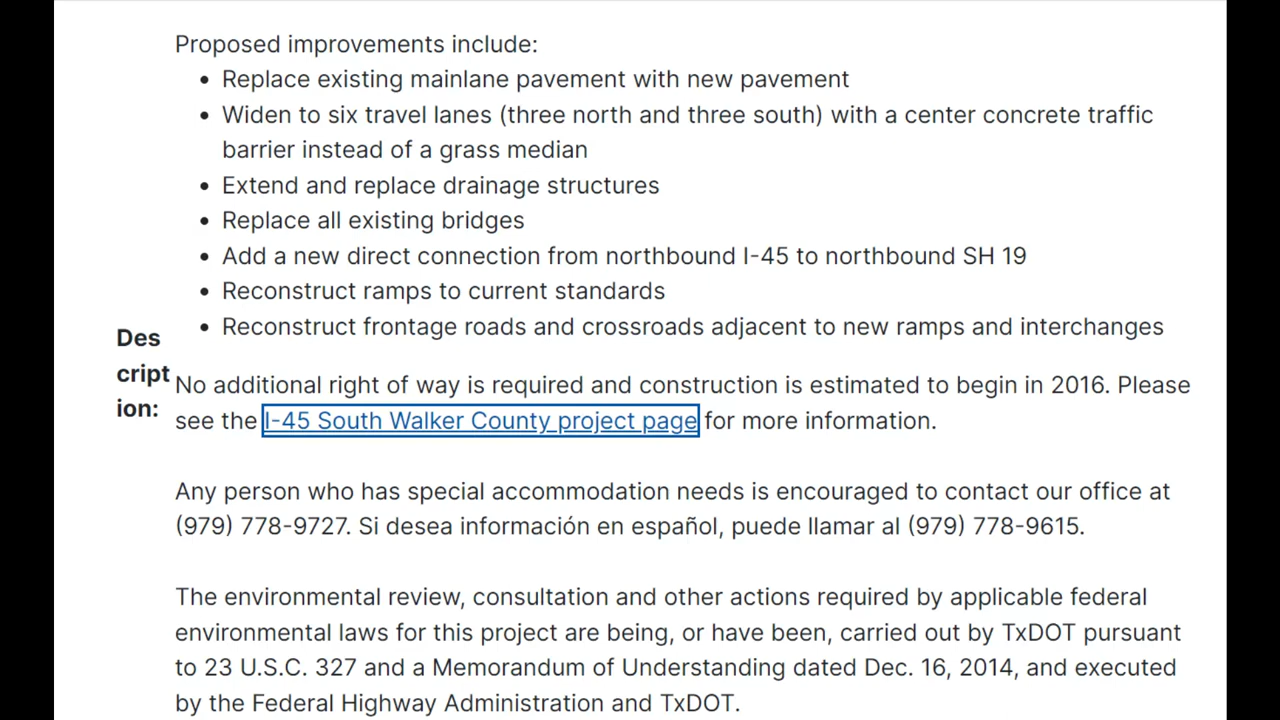 Proposed improvements include:
• Replace existing mainlane pavement with new pavement
• Widen to six travel lanes (three north and three south) with a center concrete traffic
barrier instead of a grass median
• Extend and replace drainage structures
• Replace all existing bridges
• Add a new direct connection from northbound I-45 to northbound SH 19
• Reconstruct ramps to current standards
• Reconstruct frontage roads and crossroads adjacent to new ramps and interchanges
Des
cript
ion:
No additional right of way is required and construction is estimated to begin in 2016. Please
see the I-45 South Walker County project page for more information.
Any person who has special accommodation needs is encouraged to contact our office at
(979) 778-9727. Si desea información en español, puede llamar al (979) 778-9615.
The environmental review, consultation and other actions required by applicable federal
environmental laws for this project are being, or have been, carried out by TxDOT pursuant
to 23 U.S.C. 327 and a Memorandum of Understanding dated Dec. 16, 2014, and executed
by the Federal Highway Administration and TxDOT.